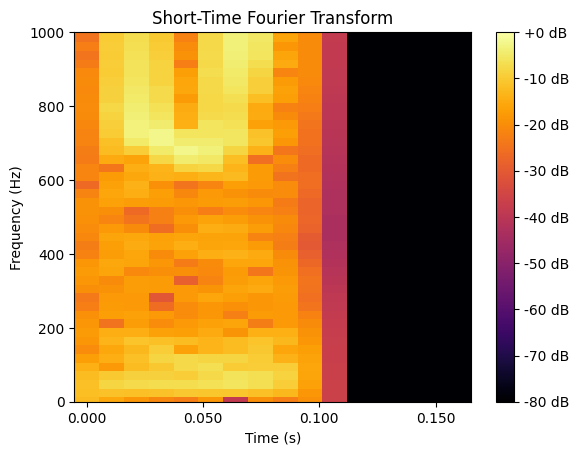 Short-Time Fourier Transform
1000
800
600
400
200
0
Frequency (Hz)
0.000
0.050
0.100
0.150
Time (s)
+0 dB
-10 dB
-20 dB
-30 dB
-40 dB
-50 dB
-60 dB
-70 dB
-80 dB